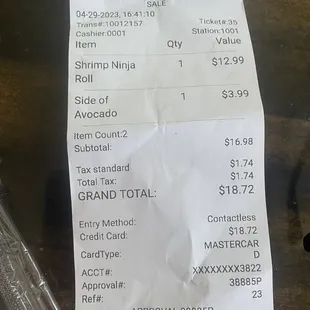 SALE
04-29-2023, 16:41:10
Trans#:10012157 Ticket#:35
Cashier:0001 Station:1001
Item Qty Value
Shrimp Ninja 1 $12.99
Roll
Side of 1 $3.99
Avocado
Item Count:2
Subtotal: $16.98
Tax standard $1.74
Total Tax: $1.74
GRAND TOTAL: $18.72
Entry Method: Contactless
Credit Card: $18.72
CardType: MASTERCAR
D
ACCT#: XXXXXXXX3822
Approval#: 38885P
Ref#: 23
APPROVAL 38885P